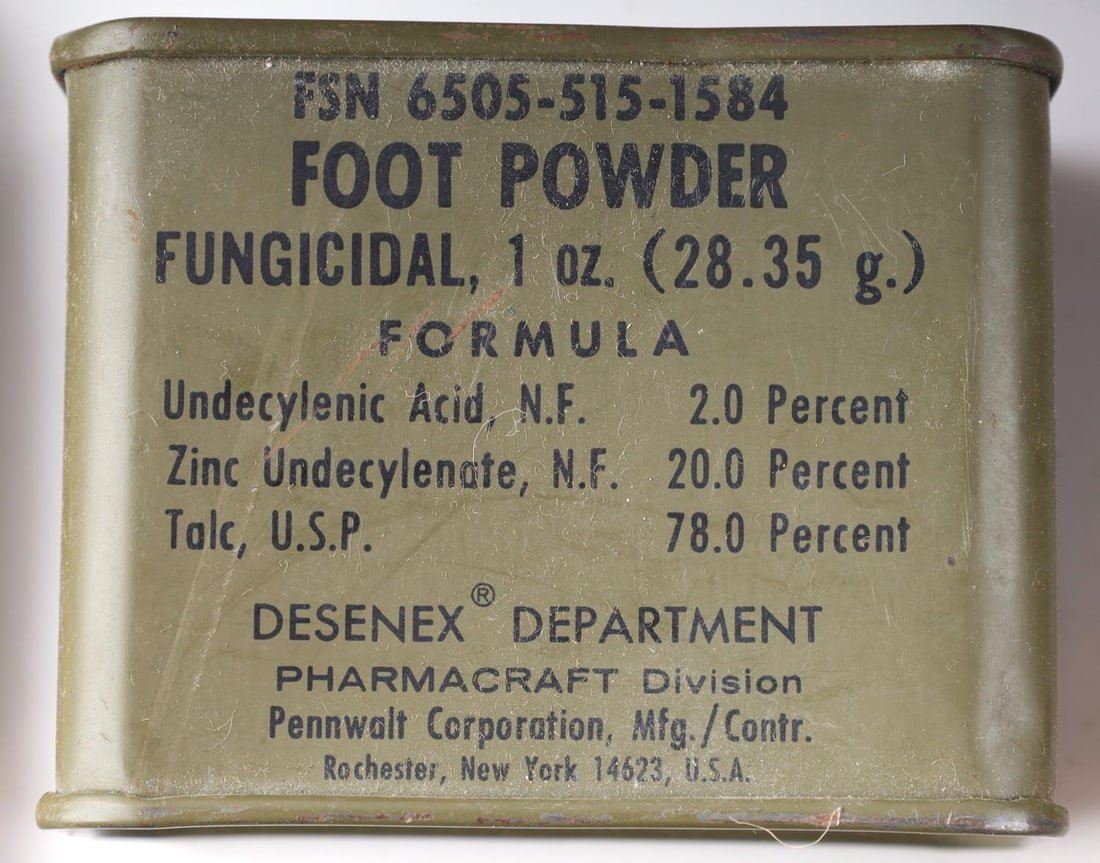 FSN 6505-515-1584
FOOT POWDER
FUNGICIDAL, 1 oz. (28.35 g.)
FORMULA
Undecylenic Acid, N.F. 2.0 Percent
Zinc Undecylenate, N.F. 20.0 Percent
Talc, U.S.P. 78.0 Percent
DESENEX® DEPARTMENT
PHARMACRAFT Division
Pennwalt Corporation, Mfg./Contr.
Rochester, New York 14623, U.S.A.